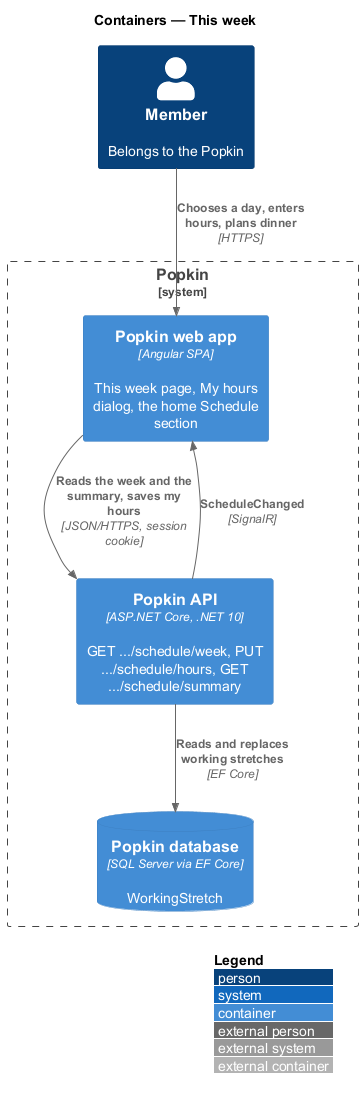 Containers — This week
Member
Belongs to the Popkin
Chooses a day, enters
hours, plans dinner
[HTTPS]
Popkin
[system]
Popkin web app
[Angular SPA]
This week page, My hours
dialog, the home Schedule
section
Reads the week and the
summary, saves my
hours
[JSON/HTTPS, session
cookie]
ScheduleChanged
[SignalR]
Popkin API
[ASP.NET Core, .NET 10]
GET .../schedule/week, PUT
.../schedule/hours, GET
.../schedule/summary
Reads and replaces
working stretches
[EF Core]
Popkin database
[SQL Server via EF Core]
WorkingStretch
Legend
person
system
container
external person
external system
external container